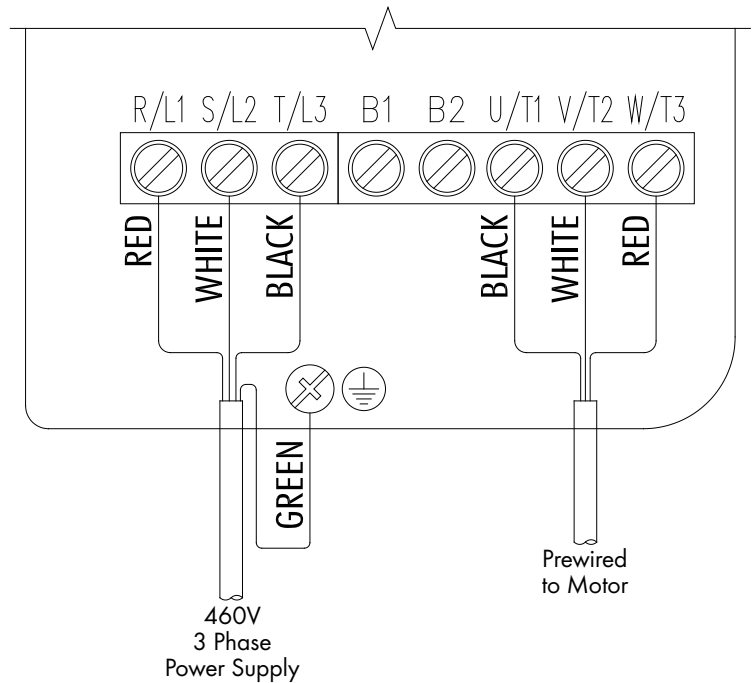 R/L1 S/L2 T/L3 B1 B2 U/T1 V/T2 W/T3
RED
WHITE
BLACK
BLACK
WHITE
RED
GREEN
Prewired
to Motor
460V
3 Phase
Power Supply